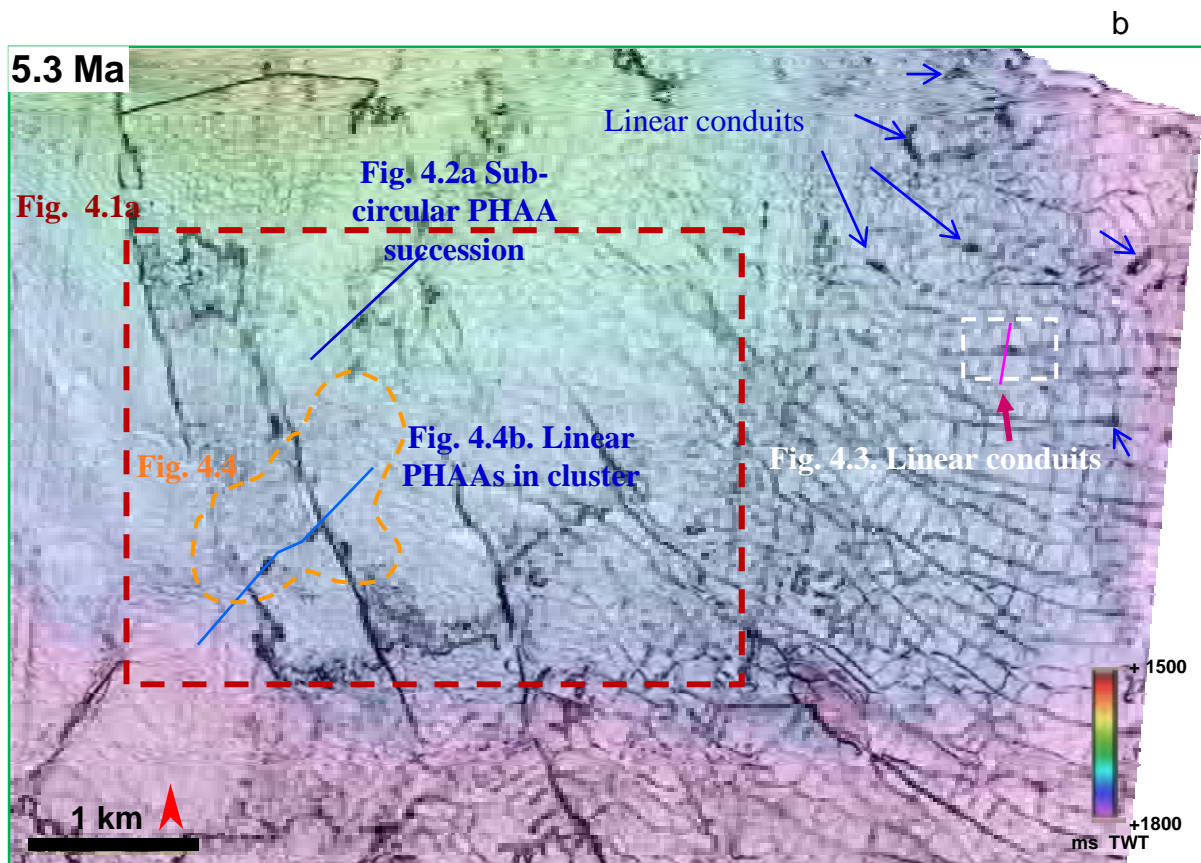 b
5.3 Ma
Linear conduits
Fig. 4.2a Sub-
circular PHAA
succession
Fig. 4.1a
Fig. 4.4b. Linear
PHAAs in cluster
Fig. 4.4
Fig. 4.3. Linear conduits
+ 1500
+1800
ms TWT
1 km